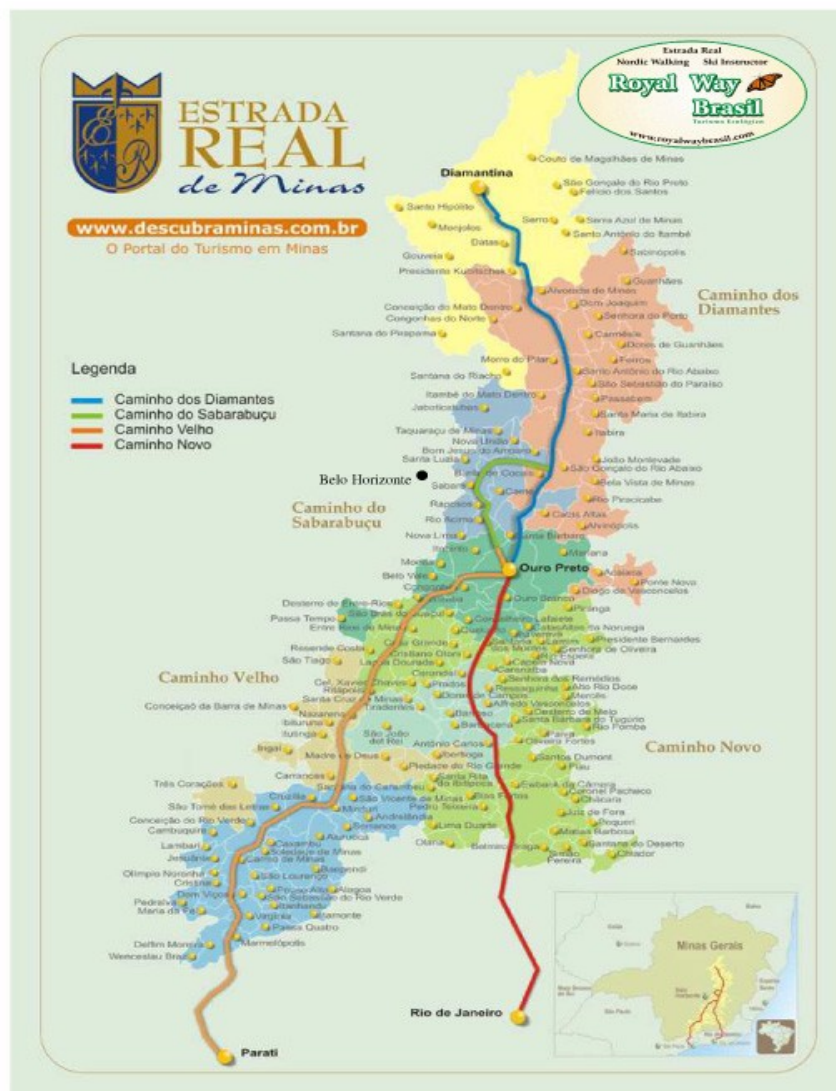 Estrada Real
Nordic Walking Ski Instructor
Royal Way
Brasil
Turismo Ecológico
www.royalwaybrasil.com
ESTRADA
REAL
de Minas
www.descubraminas.com.br
O Portal do Turismo em Minas
Couto de Magalhães de Minas
Diamantina
São Gonçalo do Rio Preto
Felício dos Santos
Santo Hipólito
Serro
Serra Azul de Minas
Monjolos
Santo Antônio do Itambé
Datas
Sabinópolis
Gouveia
Presidente Kubitschek
Guanhães
Alvorada de Minas
Caminho dos
Diamantes
Conceição do Mato Dentro
Dom Joaquim
Congonhas do Norte
Senhora do Porto
Santana do Pirapama
Carmésia
Dores de Guanhães
Morro do Pilar
Ferros
Legenda
Santana do Riacho
Santo Antônio do Rio Abaixo
São Sebastião do Paraíso
Caminho dos Diamantes
Itambé do Mato Dentro
Passabém
Caminho do Sabarabuçu
Jaboticatubas
Santa Maria de Itabira
Caminho Velho
Taquaraçu de Minas
Itabira
Caminho Novo
Nova União
Bom Jesus do Amparo
Santa Luzia
João Monlevade
Barão de Cocais
São Gonçalo do Rio Abaixo
Belo Horizonte
Sabará
Caeté
Bela Vista de Minas
Raposos
Rio Piracicaba
Caminho do
Sabarabuçu
Rio Acima
Catas Altas
Alvinópolis
Nova Lima
Santa Bárbara
Itabirito
Mariana
Moeda
Ouro Preto
Acaiaca
Belo Vale
Ponte Nova
Diogo de Vasconcelos
Desterro de Entre Rios
Ouro Branco
Piranga
São Brás do Suaçuí
Passa Tempo
Conselheiro Lafaiete
Entre Rios de Minas
Catas Altas da Noruega
Presidente Bernardes
Resende Costa
Casa Grande
Senhora de Oliveira
Cristiano Otoni
São Tiago
Lagoa Dourada
Capela Nova
Caminho Velho
Carandaí
Caranaíba
Cel. Xavier Chaves
Senhora dos Remédios
Ritápolis
Prados
Ressaquinha
Alto Rio Doce
Conceição da Barra de Minas
Santa Cruz de Minas
Dores de Campos
Mercês
Tiradentes
Alfredo Vasconcelos
Nazareno
Barroso
Desterro do Melo
Ibituruna
Santa Bárbara do Tugúrio
Barbacena
Rio Pomba
Itutinga
São João
del Rei
Paiva
Antônio Carlos
Oliveira Fortes
Caminho Novo
Ingaí
Madre de Deus
Ibertioga
Santos Dumont
Piedade do Rio Grande
Piau
Carrancas
Santa Rita
do Ibitipoca
Três Corações
Santana do Garambéu
Ewbank da Câmara
Cruzília
São Vicente de Minas
Bias Fortes
Coronel Pacheco
São Tomé das Letras
Minduri
Pedro Teixeira
Chácara
Conceição do Rio Verde
Andrelândia
Juiz de Fora
Cambuquira
Serranos
Lima Duarte
Matias Barbosa
Lambari
Caxambu
Aiuruoca
Olaria
Belmiro Braga
Santana do Deserto
Jesuânia
Soledade de Minas
Carmo de Minas
Simão
Pereira
Chiador
Olímpio Noronha
Baependi
Cristina
São Lourenço
Pouso Alto
Alagoa
Pedralva
Dom Viçoso
São Sebastião do Rio Verde
Maria da Fé
Itanhandu
Virgínia
Itamonte
Passa Quatro
Delfim Moreira
Marmelópolis
Wenceslau Braz
Minas Gerais
Rio de Janeiro
Parati